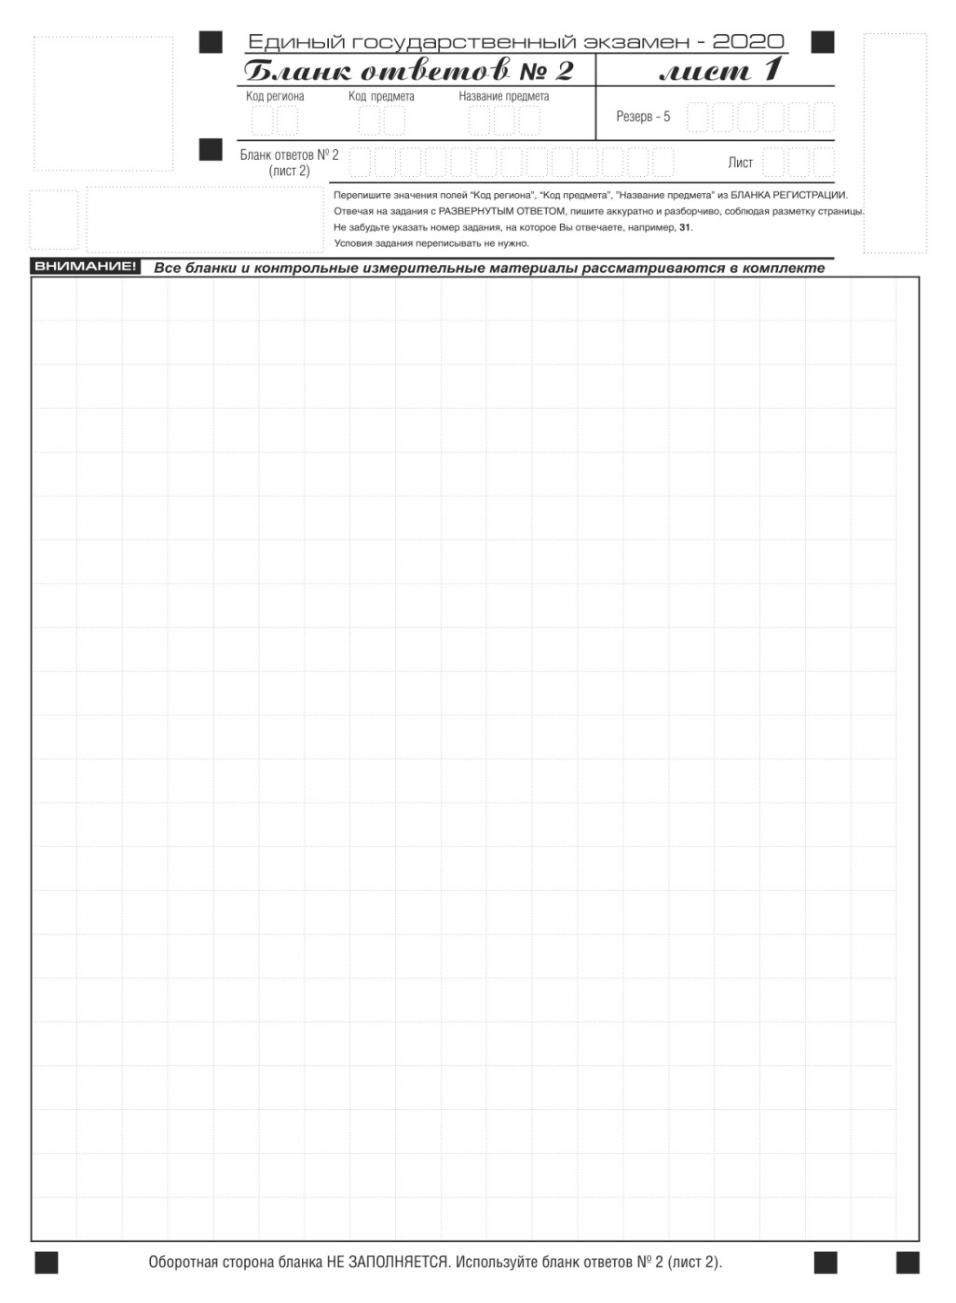 Единый государственный экзамен - 2020
Бланк ответов № 2
лист 1
Код региона
Код предмета
Название предмета
Резерв - 5
Бланк ответов № 2
(лист 2)
Лист
Перепишите значения полей “Код региона”, “Код предмета”, “Название предмета” из БЛАНКА РЕГИСТРАЦИИ.
Отвечая на задания с РАЗВЕРНУТЫМ ОТВЕТОМ, пишите аккуратно и разборчиво, соблюдая разметку страницы.
Не забудьте указать номер задания, на которое Вы отвечаете, например, 31.
Условия задания переписывать не нужно.
ВНИМАНИЕ! Все бланки и контрольные измерительные материалы рассматриваются в комплекте
Оборотная сторона бланка НЕ ЗАПОЛНЯЕТСЯ. Используйте бланк ответов № 2 (лист 2).